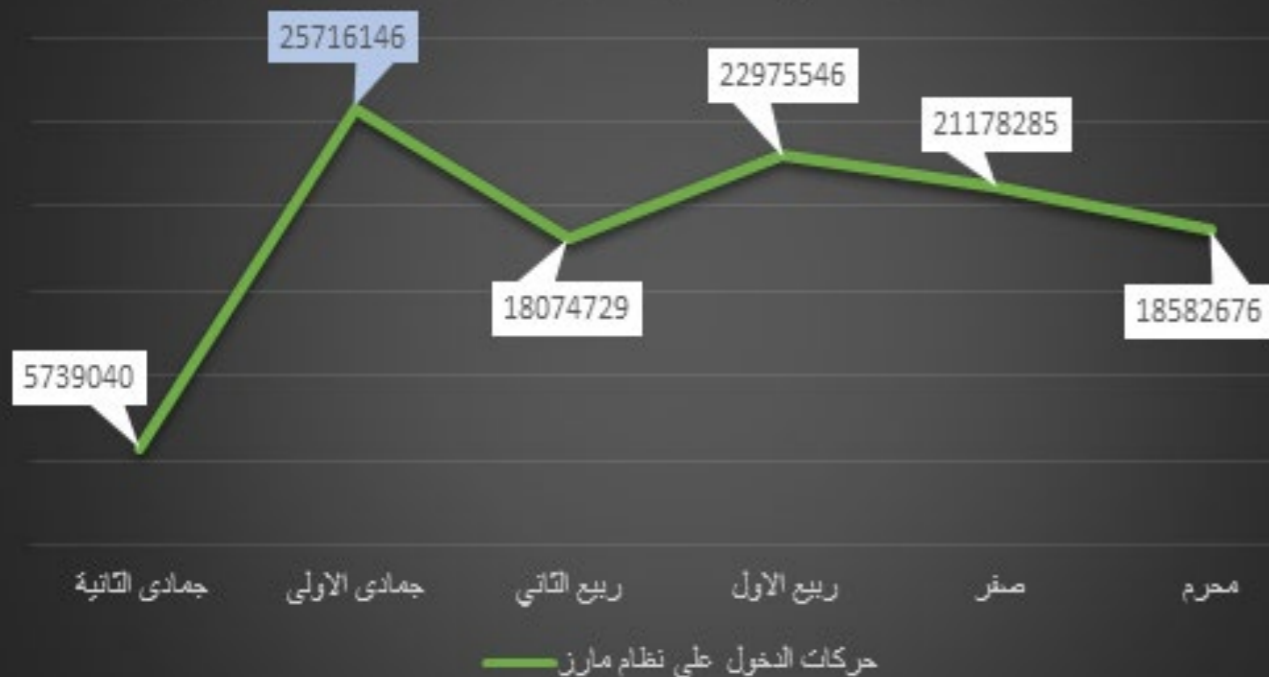 25716146
22975546
21178285
18074729
18582676
5739040
محرم
صفر
ربيع الاول
ربيع الثاني
جمادى الاولى
جمادى الثانية
حركات الدخول على نظام مارز